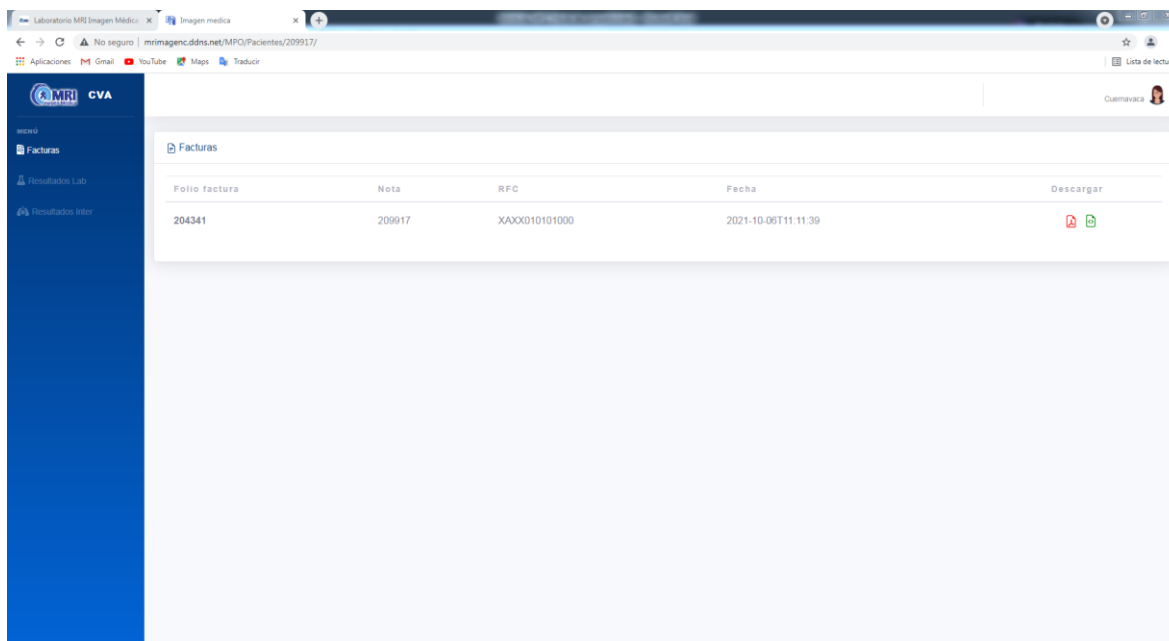 Laboratorio MRI Imagen Médica
Imagen medica
No seguro | mrimagenc.ddns.net/MPO/Pacientes/209917/
Aplicaciones Gmail YouTube Maps Traducir
Lista de lectu
MRI CVA
Cuernavaca
MENÚ
Facturas
Resultados Lab
Resultados Inter
Facturas
Folio factura Nota RFC Fecha Descargar
204341 209917 XAXX010101000 2021-10-06T11:11:39